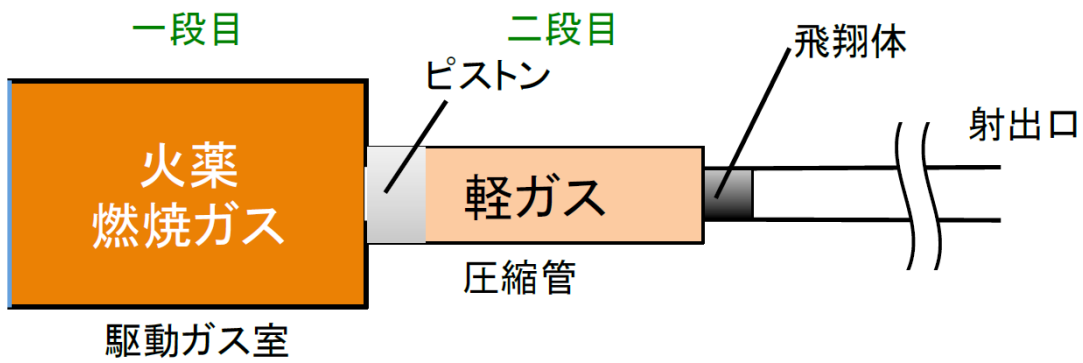 一段目
二段目
飛翔体
ピストン
射出口
火薬
燃焼ガス
軽ガス
圧縮管
駆動ガス室